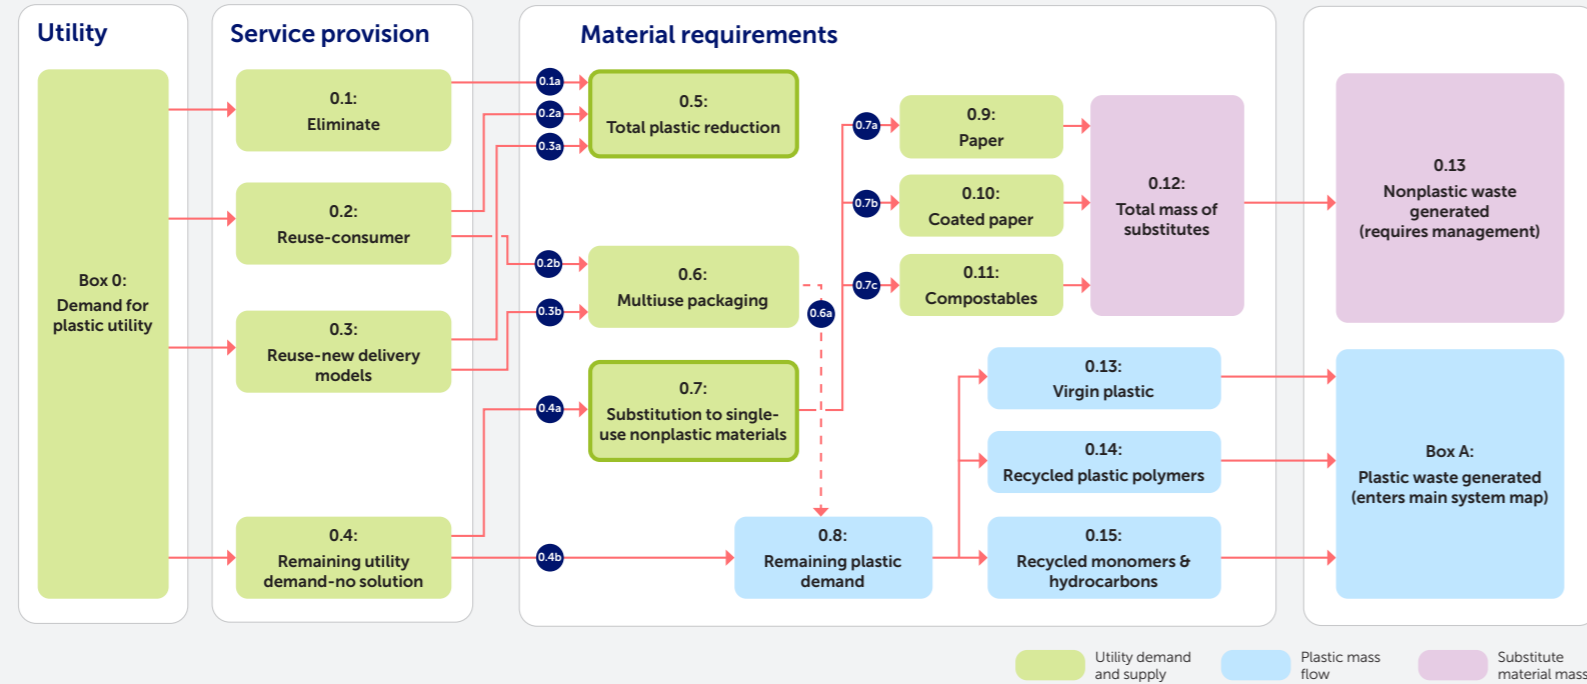 Utility
Service provision
Material requirements
Box 0:
Demand for
plastic utility
0.1:
Eliminate
0.2:
Reuse-consumer
0.3:
Reuse-new delivery
models
0.4:
Remaining utility
demand-no solution
0.1a
0.2a
0.3a
0.2b
0.3b
0.4a
0.4b
0.5:
Total plastic reduction
0.6:
Multiuse packaging
0.6a
0.7:
Substitution to single-
use nonplastic materials
0.7a
0.7b
0.7c
0.8:
Remaining plastic
demand
0.9:
Paper
0.10:
Coated paper
0.11:
Compostables
0.12:
Total mass of
substitutes
0.13:
Virgin plastic
0.14:
Recycled plastic polymers
0.15:
Recycled monomers &
hydrocarbons
0.13
Nonplastic waste
generated
(requires management)
Box A:
Plastic waste generated
(enters main system map)
Utility demand
and supply
Plastic mass
flow
Substitute
material mass